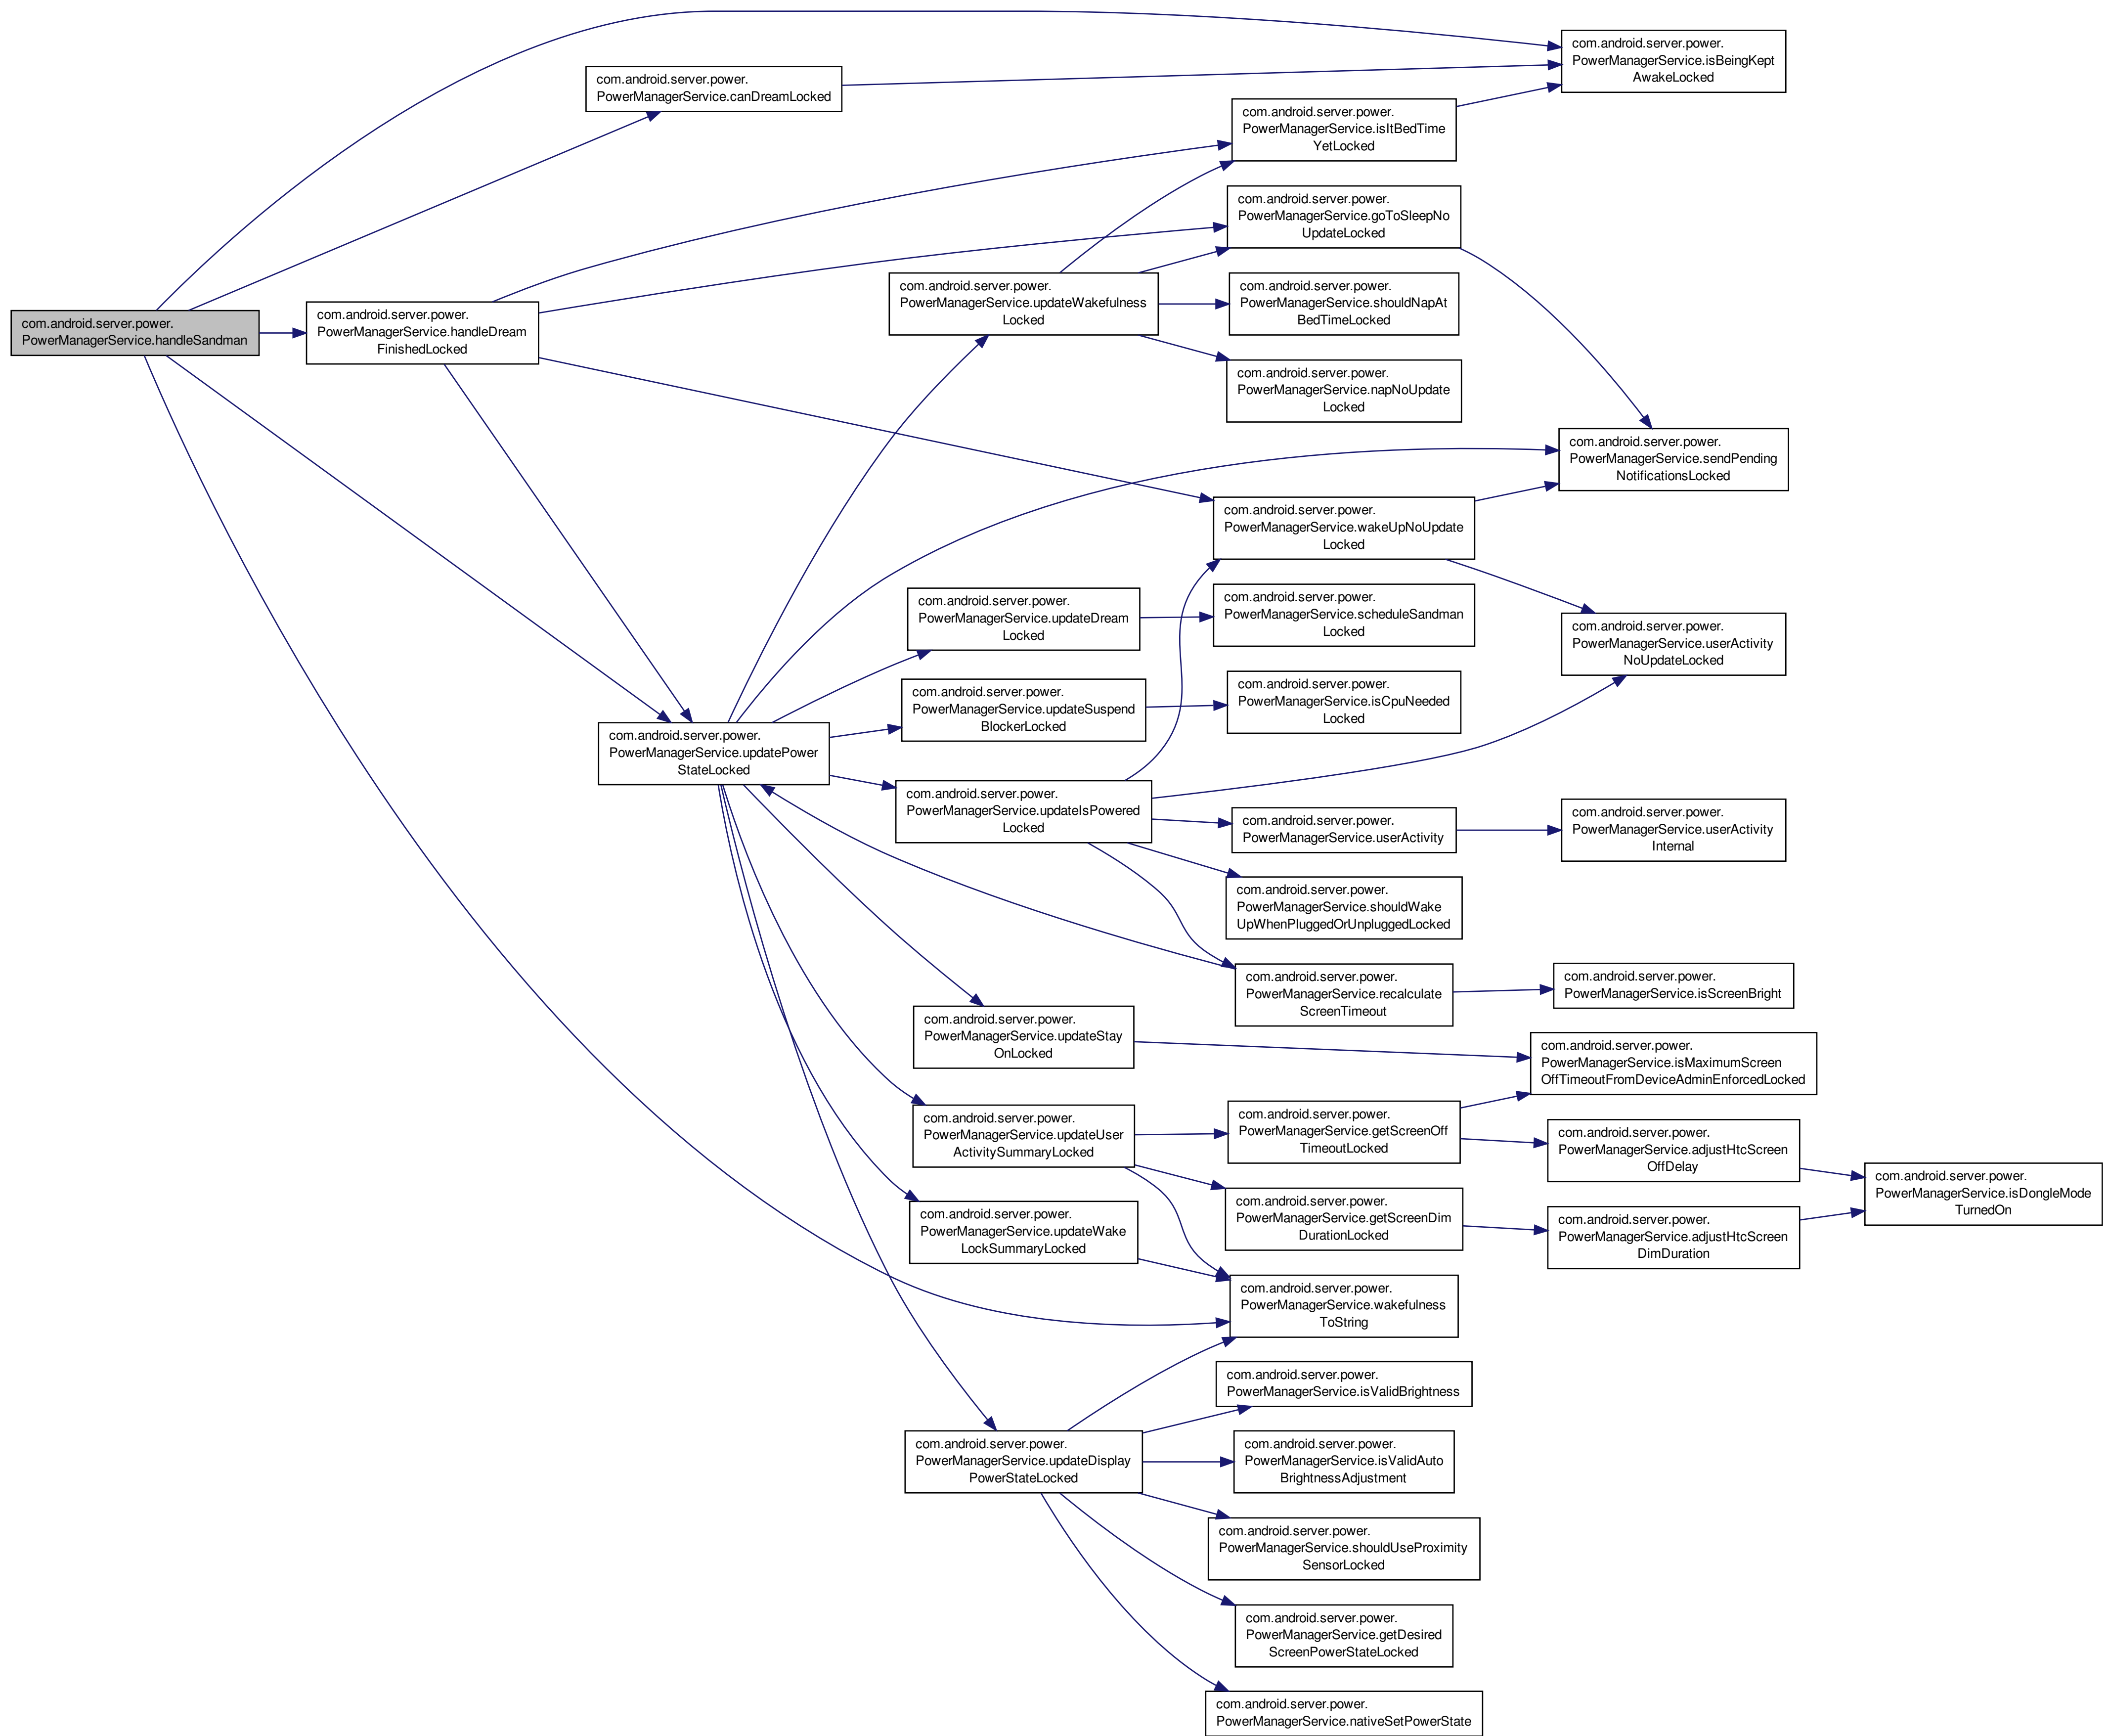 com.android.server.power.
PowerManagerService.handleSandman
com.android.server.power.
PowerManagerService.canDreamLocked
com.android.server.power.
PowerManagerService.handleDream
FinishedLocked
com.android.server.power.
PowerManagerService.updatePower
StateLocked
com.android.server.power.
PowerManagerService.updateWakefulness
Locked
com.android.server.power.
PowerManagerService.updateDream
Locked
com.android.server.power.
PowerManagerService.updateSuspend
BlockerLocked
com.android.server.power.
PowerManagerService.updateIsPowered
Locked
com.android.server.power.
PowerManagerService.updateStay
OnLocked
com.android.server.power.
PowerManagerService.updateUser
ActivitySummaryLocked
com.android.server.power.
PowerManagerService.updateWake
LockSummaryLocked
com.android.server.power.
PowerManagerService.updateDisplay
PowerStateLocked
com.android.server.power.
PowerManagerService.isItBedTime
YetLocked
com.android.server.power.
PowerManagerService.goToSleepNo
UpdateLocked
com.android.server.power.
PowerManagerService.shouldNapAt
BedTimeLocked
com.android.server.power.
PowerManagerService.napNoUpdate
Locked
com.android.server.power.
PowerManagerService.wakeUpNoUpdate
Locked
com.android.server.power.
PowerManagerService.scheduleSandman
Locked
com.android.server.power.
PowerManagerService.isCpuNeeded
Locked
com.android.server.power.
PowerManagerService.userActivity
com.android.server.power.
PowerManagerService.shouldWake
UpWhenPluggedOrUnpluggedLocked
com.android.server.power.
PowerManagerService.recalculate
ScreenTimeout
com.android.server.power.
PowerManagerService.getScreenOff
TimeoutLocked
com.android.server.power.
PowerManagerService.getScreenDim
DurationLocked
com.android.server.power.
PowerManagerService.wakefulness
ToString
com.android.server.power.
PowerManagerService.isValidBrightness
com.android.server.power.
PowerManagerService.isValidAuto
BrightnessAdjustment
com.android.server.power.
PowerManagerService.shouldUseProximity
SensorLocked
com.android.server.power.
PowerManagerService.getDesired
ScreenPowerStateLocked
com.android.server.power.
PowerManagerService.nativeSetPowerState
com.android.server.power.
PowerManagerService.isBeingKept
AwakeLocked
com.android.server.power.
PowerManagerService.sendPending
NotificationsLocked
com.android.server.power.
PowerManagerService.userActivity
NoUpdateLocked
com.android.server.power.
PowerManagerService.userActivity
Internal
com.android.server.power.
PowerManagerService.isScreenBright
com.android.server.power.
PowerManagerService.isMaximumScreen
OffTimeoutFromDeviceAdminEnforcedLocked
com.android.server.power.
PowerManagerService.adjustHtcScreen
OffDelay
com.android.server.power.
PowerManagerService.adjustHtcScreen
DimDuration
com.android.server.power.
PowerManagerService.isDongleMode
TurnedOn